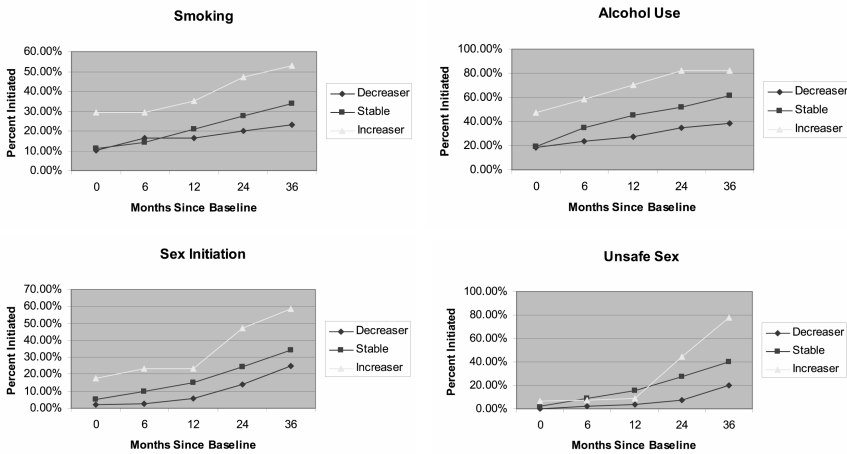 Smoking
60.00%
50.00%
40.00%
30.00%
20.00%
10.00%
0.00%
Percent Initiated
0 6 12 24 36
Months Since Baseline
Decreaser
Stable
Increaser
Alcohol Use
100.00%
80.00%
60.00%
40.00%
20.00%
0.00%
Percent Initiated
0 6 12 24 36
Months Since Baseline
Decreaser
Stable
Increaser
Sex Initiation
70.00%
60.00%
50.00%
40.00%
30.00%
20.00%
10.00%
0.00%
Percent Initiated
0 6 12 24 36
Months Since Baseline
Decreaser
Stable
Increaser
Unsafe Sex
100.00%
80.00%
60.00%
40.00%
20.00%
0.00%
Percent Initiated
0 6 12 24 36
Months Since Baseline
Decreaser
Stable
Increaser